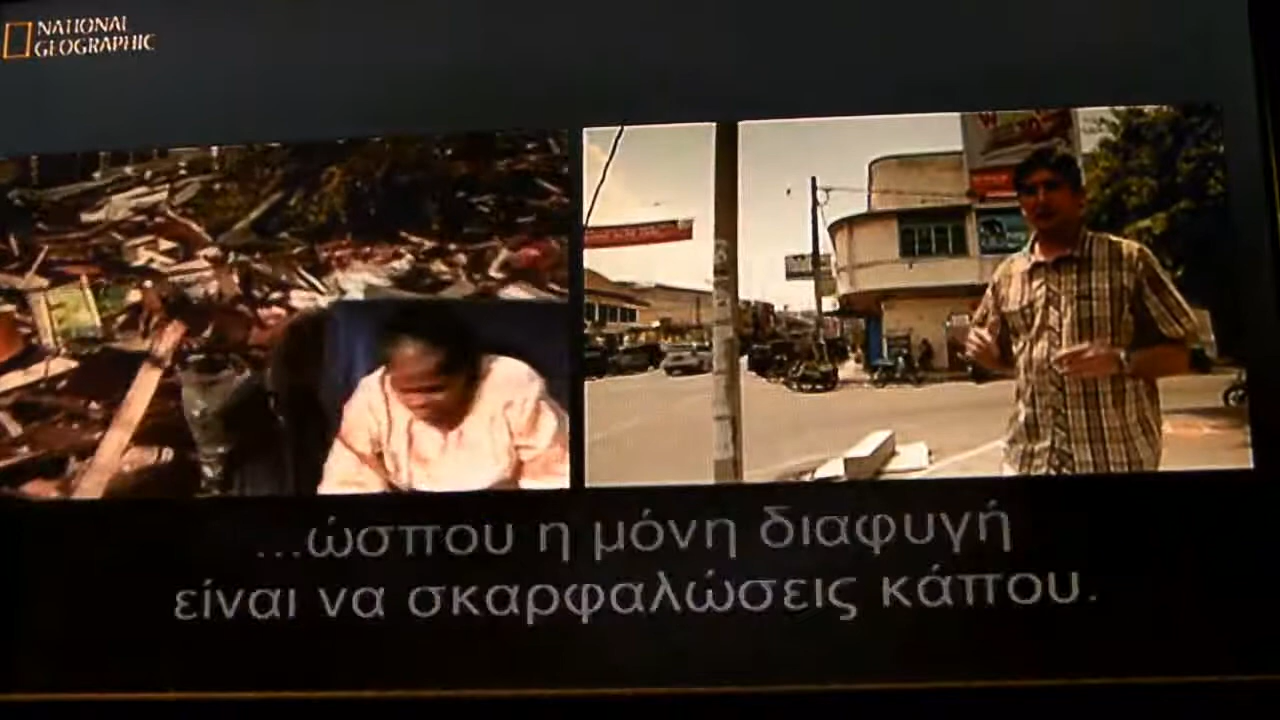 NATIONAL
GEOGRAPHIC
...ώσπου η μόνη διαφυγή
είναι να σκαρφαλώσεις κάπου.